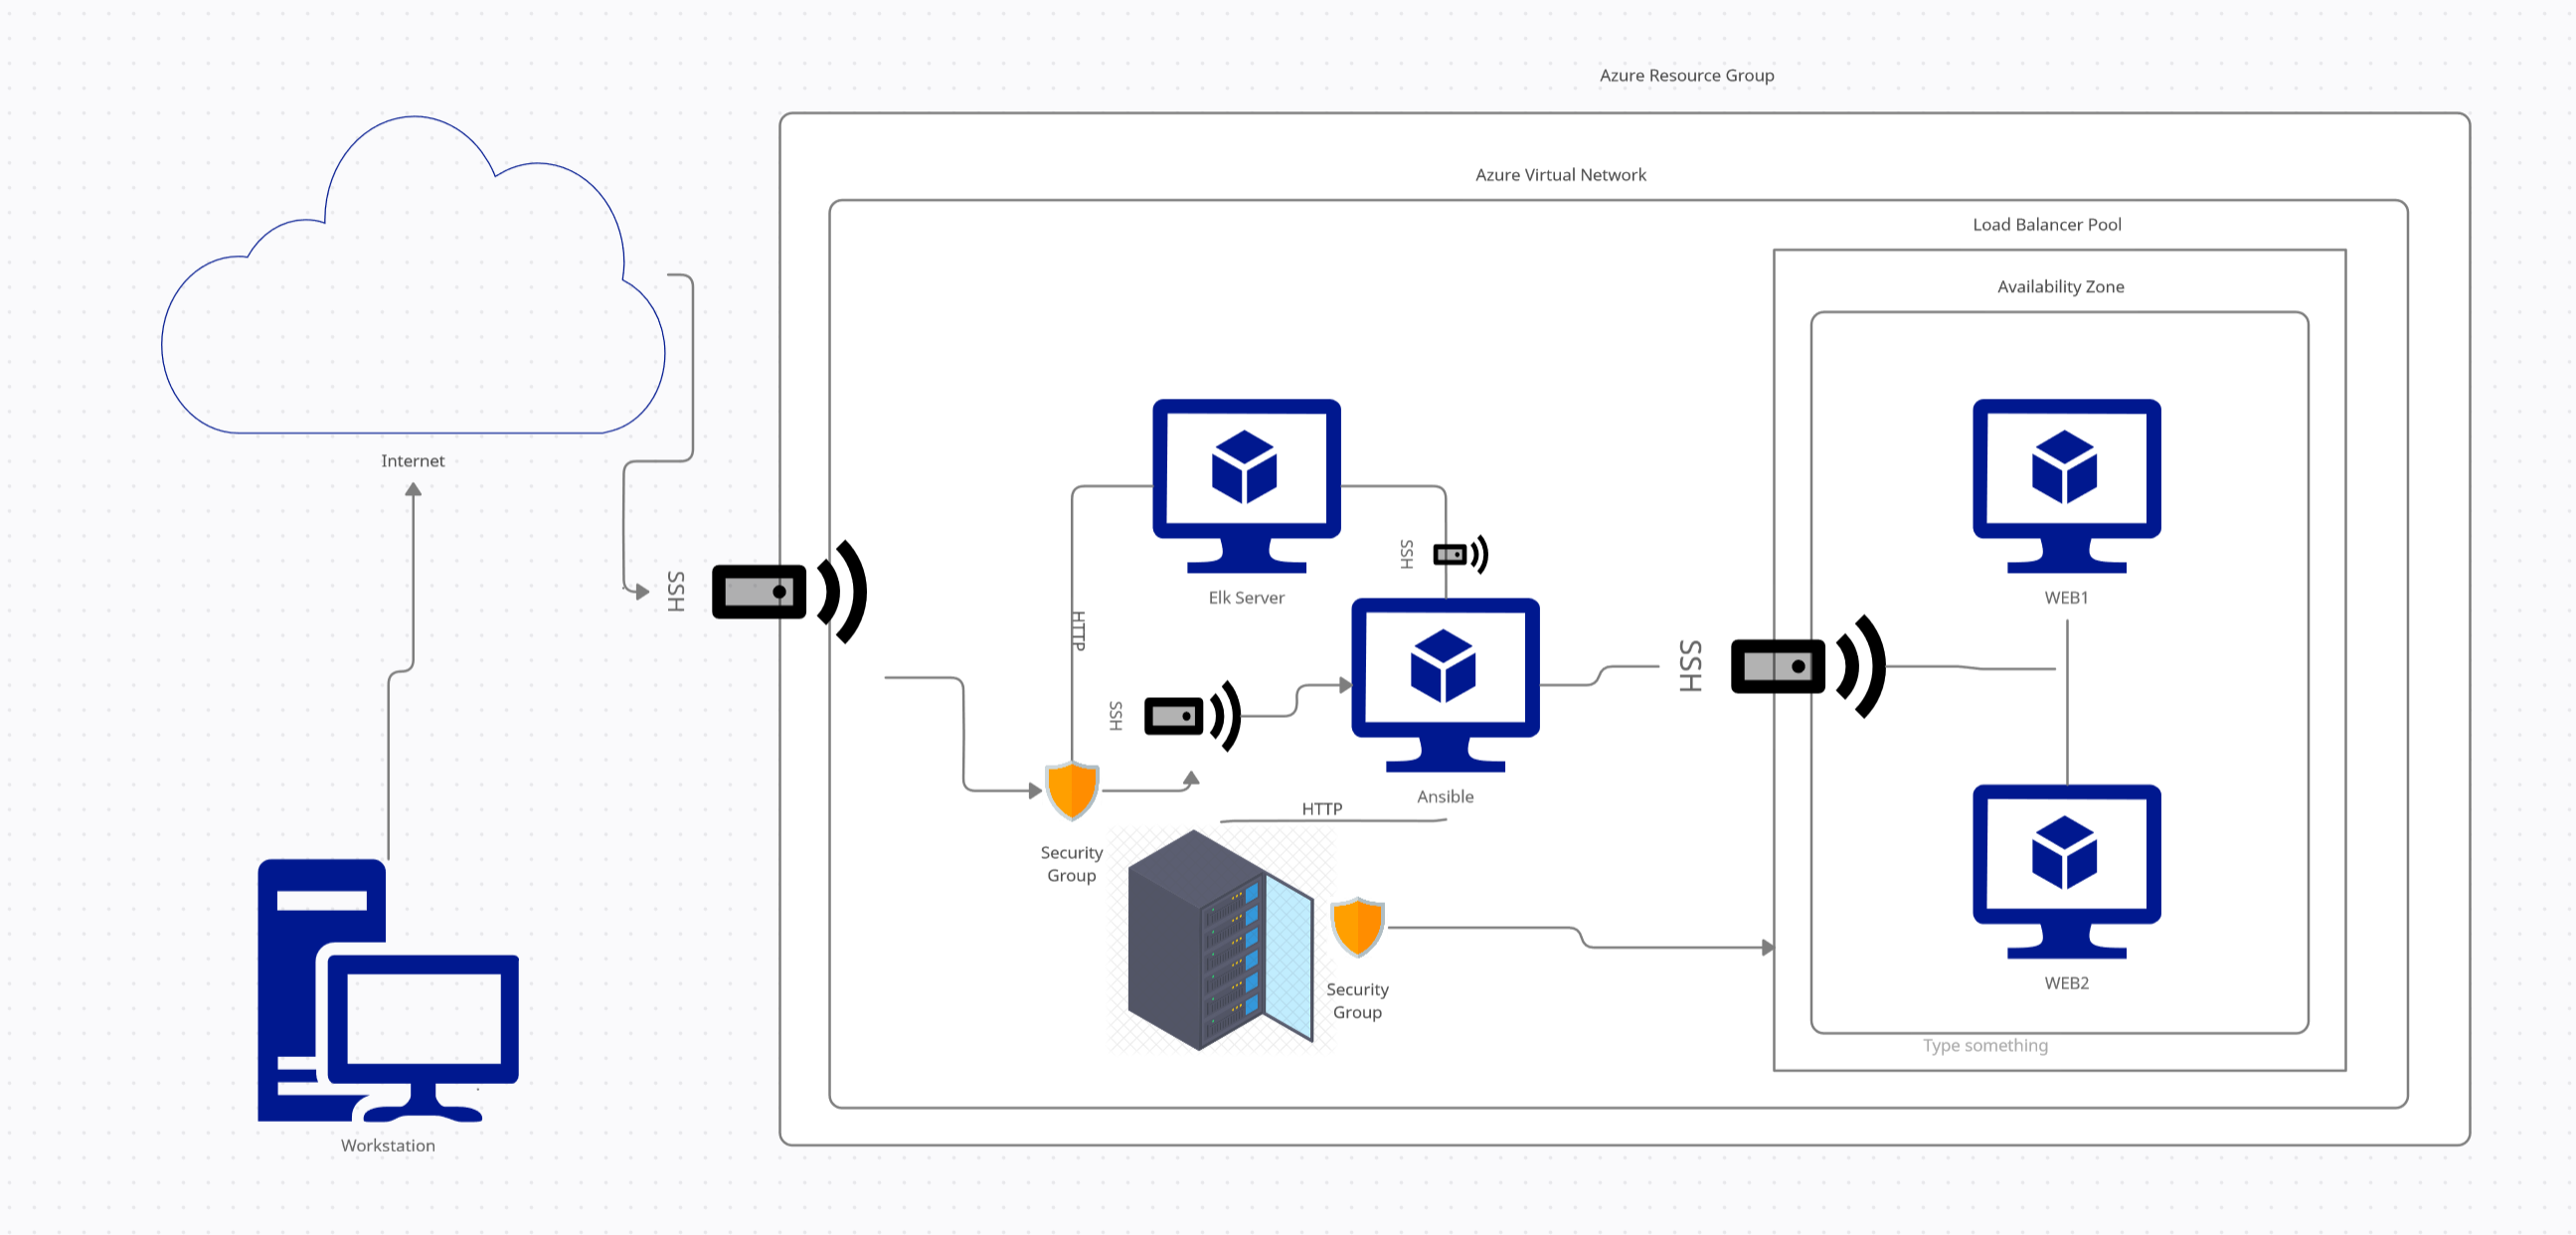 Azure Resource Group
Azure Virtual Network
Load Balancer Pool
Availability Zone
Internet
SSH
Elk Server
SSH
WEB1
HTTP
SSH
SSH
Ansible
HTTP
Security
Group
Security
Group
WEB2
Type something
Workstation